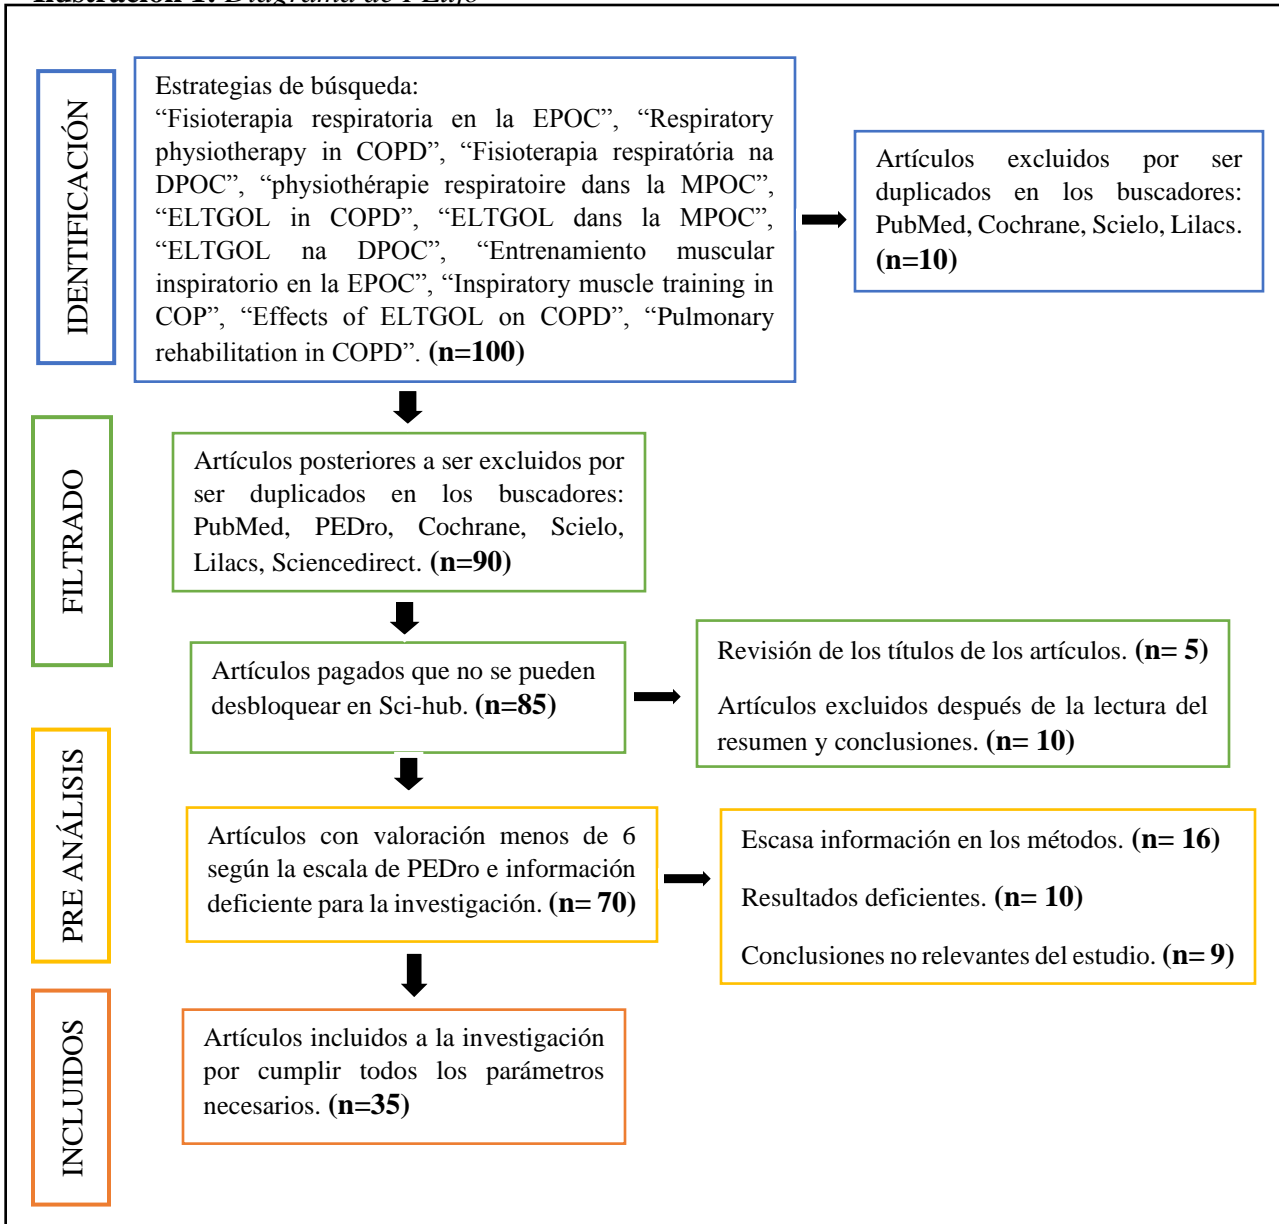 Ilustración 1. Diagrama de Flujo
IDENTIFICACIÓN
Estrategias de búsqueda:
“Fisioterapia respiratoria en la EPOC”, “Respiratory
physiotherapy in COPD”, “Fisioterapia respiratória na
DPOC”, “physiothérapie respiratoire dans la MPOC”,
“ELTGOL in COPD”, “ELTGOL dans la MPOC”,
“ELTGOL na DPOC”, “Entrenamiento muscular
inspiratorio en la EPOC”, “Inspiratory muscle training in
COP”, “Effects of ELTGOL on COPD”, “Pulmonary
rehabilitation in COPD”. (n=100)
Artículos excluidos por ser
duplicados en los buscadores:
PubMed, Cochrane, Scielo, Lilacs.
(n=10)
FILTRADO
Artículos posteriores a ser excluidos por
ser duplicados en los buscadores:
PubMed, PEDro, Cochrane, Scielo,
Lilacs, Sciencedirect. (n=90)
Artículos pagados que no se pueden
desbloquear en Sci-hub. (n=85)
Revisión de los títulos de los artículos. (n= 5)
Artículos excluidos después de la lectura del
resumen y conclusiones. (n= 10)
PRE ANÁLISIS
Artículos con valoración menos de 6
según la escala de PEDro e información
deficiente para la investigación. (n= 70)
Escasa información en los métodos. (n= 16)
Resultados deficientes. (n= 10)
Conclusiones no relevantes del estudio. (n= 9)
INCLUIDOS
Artículos incluidos a la investigación
por cumplir todos los parámetros
necesarios. (n=35)